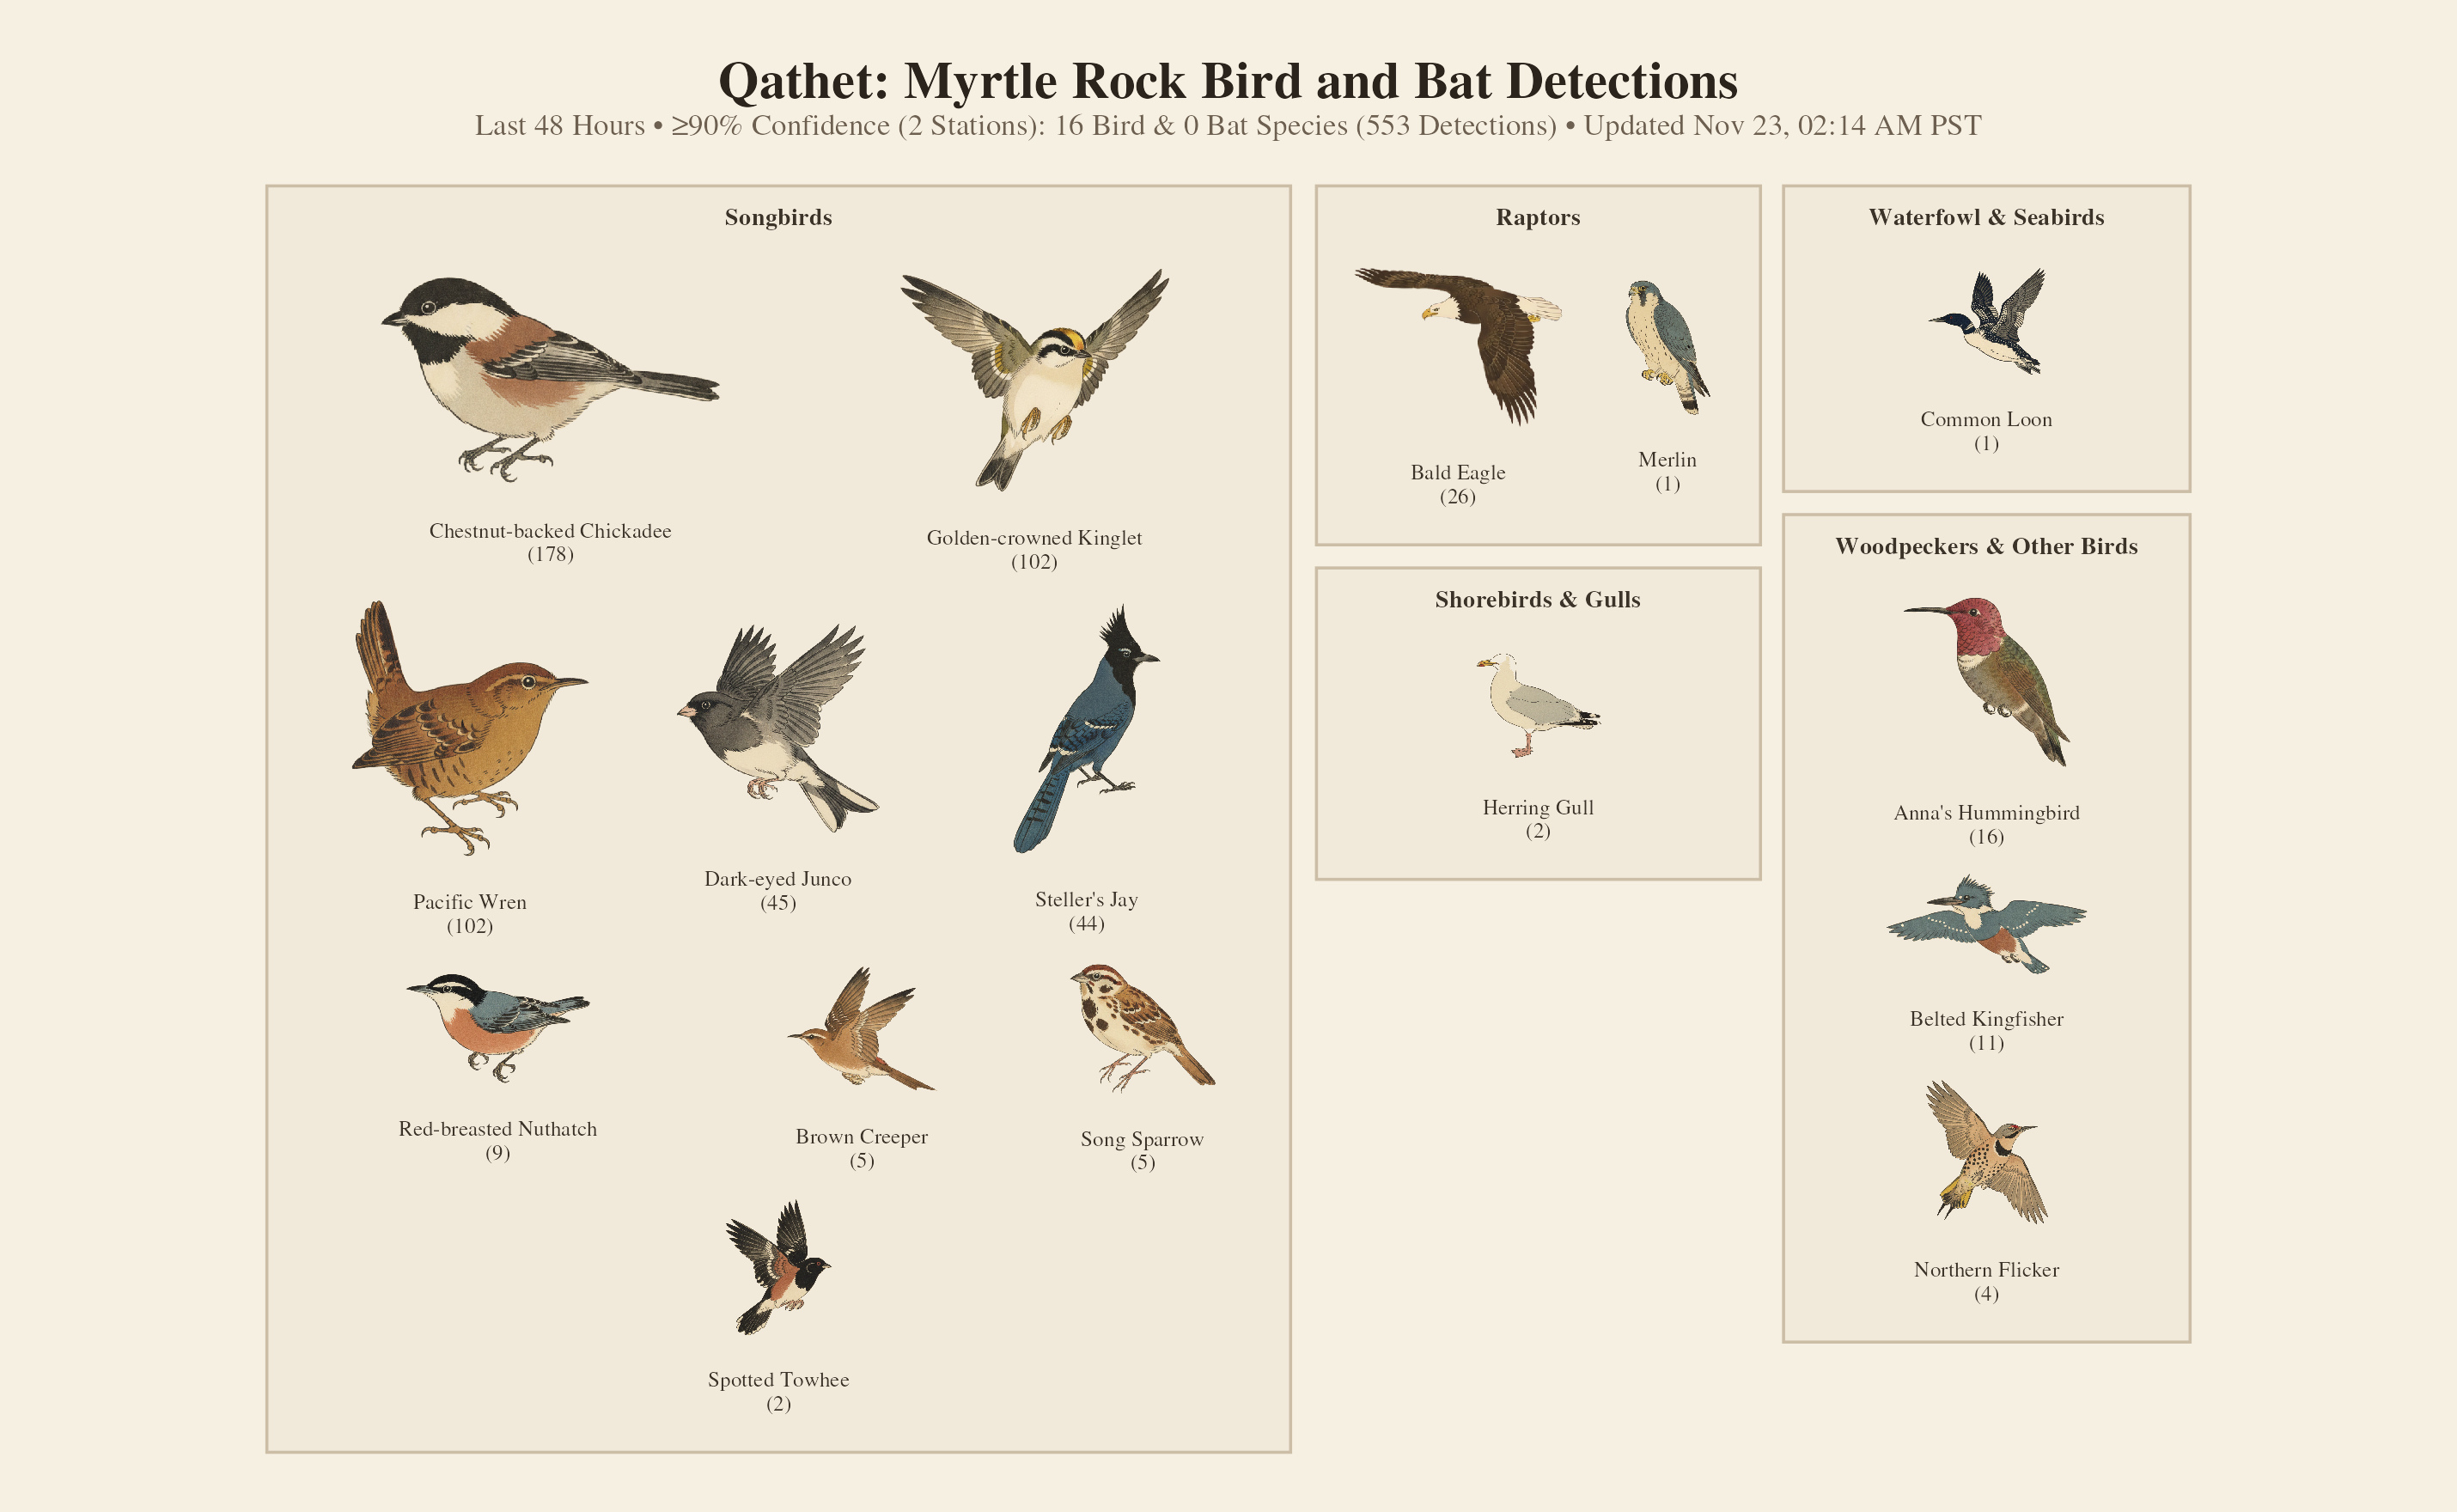 Qathet: Myrtle Rock Bird and Bat Detections
Last 48 Hours • ≥90% Confidence (2 Stations): 16 Bird & 0 Bat Species (553 Detections) • Updated Nov 23, 02:14 AM PST
Songbirds
Chestnut-backed Chickadee
(178)
Golden-crowned Kinglet
(102)
Pacific Wren
(102)
Dark-eyed Junco
(45)
Steller's Jay
(44)
Red-breasted Nuthatch
(9)
Brown Creeper
(5)
Song Sparrow
(5)
Spotted Towhee
(2)
Raptors
Bald Eagle
(26)
Merlin
(1)
Shorebirds & Gulls
Herring Gull
(2)
Waterfowl & Seabirds
Common Loon
(1)
Woodpeckers & Other Birds
Anna's Hummingbird
(16)
Belted Kingfisher
(11)
Northern Flicker
(4)